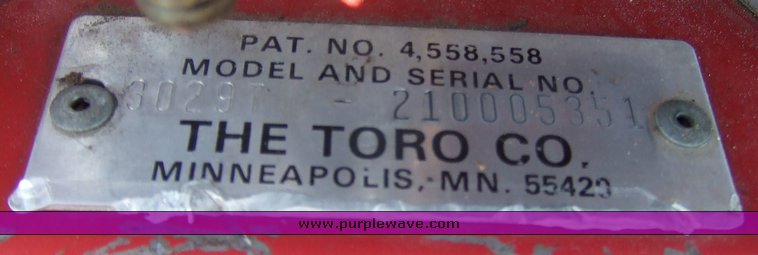 PAT. NO. 4,558,558
MODEL AND SERIAL NO.
- 210005351
THE TORO CO.
MINNEAPOLIS, MN. 55420
www.purplewave.com